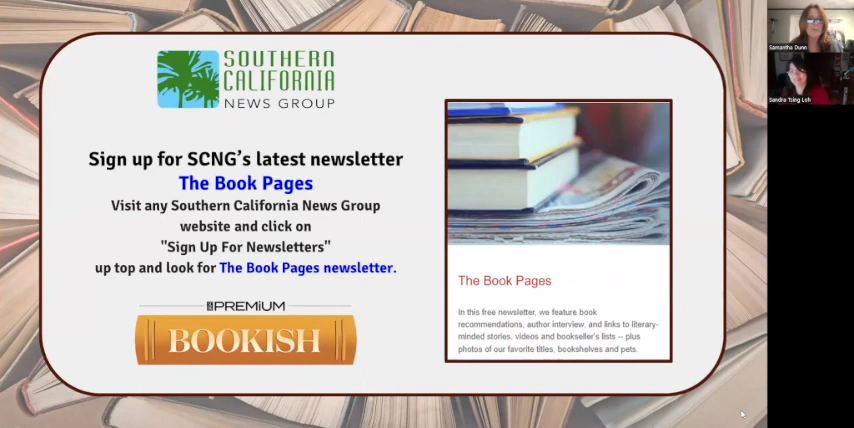 SOUTHERN
CALIFORNIA
NEWS GROUP
Sign up for SCNG's latest newsletter
The Book Pages
Visit any Southern California News Group
website and click on
"Sign Up For Newsletters"
up top and look for The Book Pages newsletter.
PREMiUM
BOOKISH
The Book Pages
In this free newsletter, we feature book
recommendations, author interview, and links to literary-
minded stories, videos and bookseller's lists -- plus
photos of our favorite titles, bookshelves and pets.
Samantha Dunn
Sandra Tsing Loh